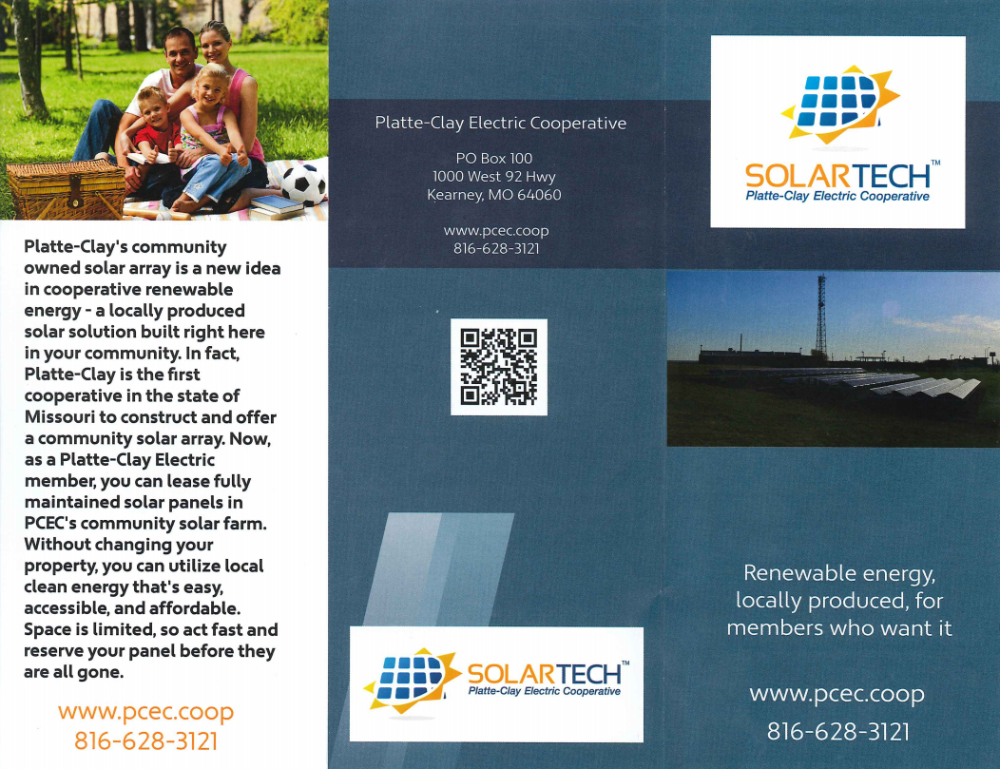 Platte-Clay's community
owned solar array is a new idea
in cooperative renewable
energy - a locally produced
solar solution built right here
in your community. In fact,
Platte-Clay is the first
cooperative in the state of
Missouri to construct and offer
a community solar array. Now,
as a Platte-Clay Electric
member, you can lease fully
maintained solar panels in
PCEC's community solar farm.
Without changing your
property, you can utilize local
clean energy that's easy,
accessible, and affordable.
Space is limited, so act fast and
reserve your panel before they
are all gone.
www.pcec.coop
816-628-3121
Platte-Clay Electric Cooperative
PO Box 100
1000 West 92 Hwy
Kearney, MO 64060
www.pcec.coop
816-628-3121
SOLARTECH™
Platte-Clay Electric Cooperative
SOLARTECH™
Platte-Clay Electric Cooperative
Renewable energy,
locally produced, for
members who want it
www.pcec.coop
816-628-3121